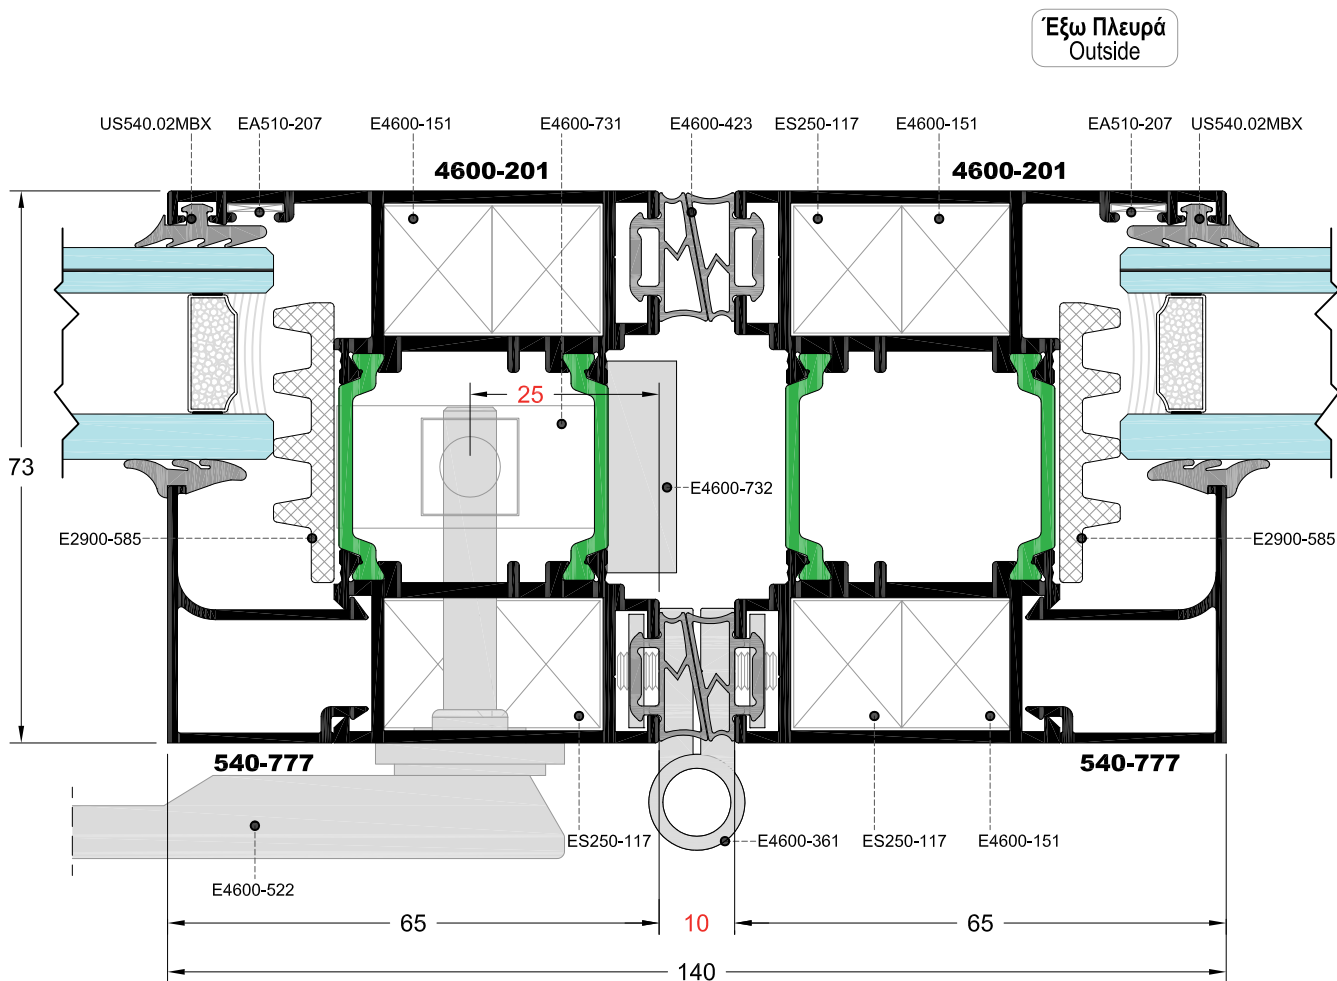 Έξω Πλευρά
Outside
US540.02MBX EA510-207 E4600-151 E4600-731 E4600-423 ES250-117 E4600-151 EA510-207 US540.02MBX
4600-201 4600-201
25
73
E4600-732
E2900-585 E2900-585
540-777 540-777
ES250-117 E4600-361 ES250-117 E4600-151
E4600-522
65 10 65
140